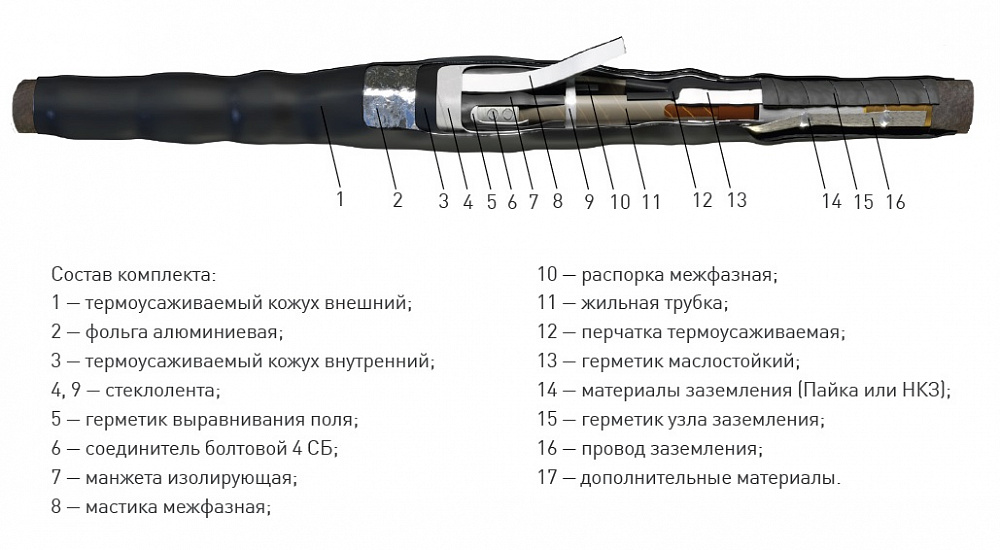 1 2 3 4 5 6 7 8 9 10 11 12 13 14 15 16
Состав комплекта:
1 — термоусаживаемый кожух внешний;
2 — фольга алюминиевая;
3 — термоусаживаемый кожух внутренний;
4, 9 — стеклолента;
5 — герметик выравнивания поля;
6 — соединитель болтовой 4 СБ;
7 — манжета изолирующая;
8 — мастика межфазная;
10 — распорка межфазная;
11 — жильная трубка;
12 — перчатка термоусаживаемая;
13 — герметик маслостойкий;
14 — материалы заземления (Пайка или НКЗ);
15 — герметик узла заземления;
16 — провод заземления;
17 — дополнительные материалы.